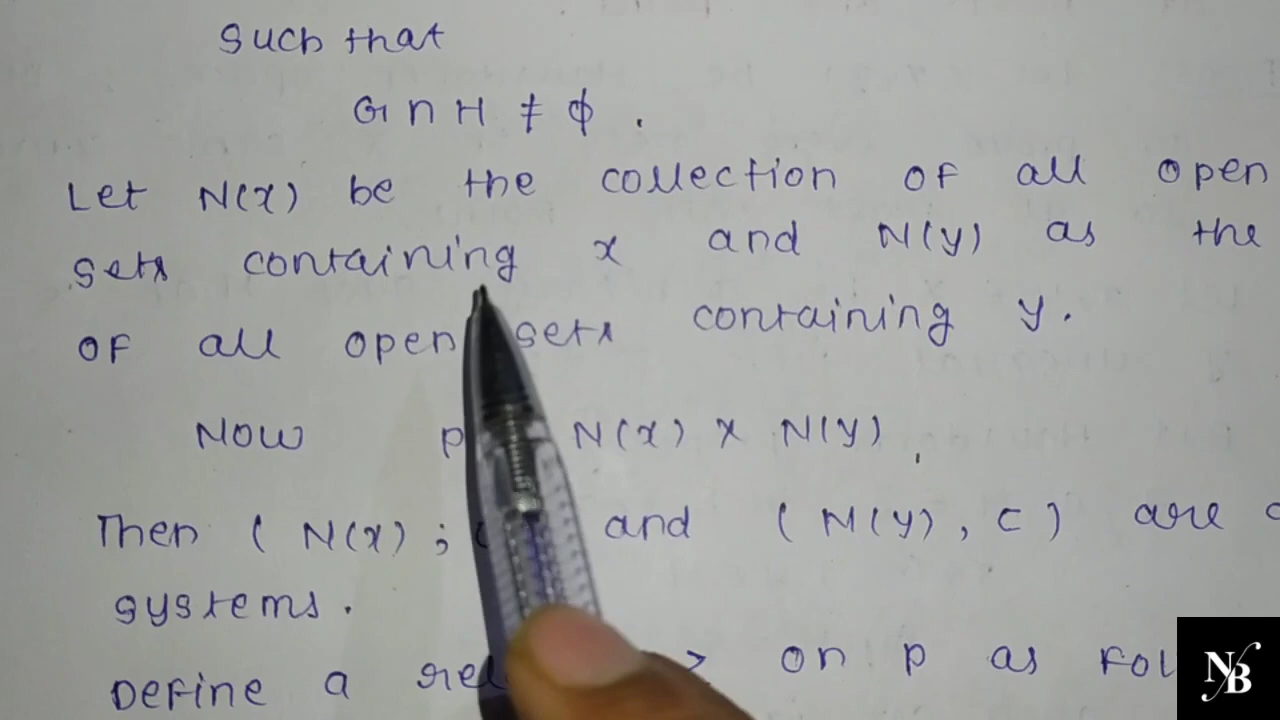 Such that
G ∩ H ≠ ϕ .
Let N(x) be the collection of all open
sets containing x and N(y) as the
of all open sets containing y.
Now P N(x) × N(y)
Then ( N(x) ; and ( N(y) , ⊂ ) are
systems .
Define a > on P as
NB